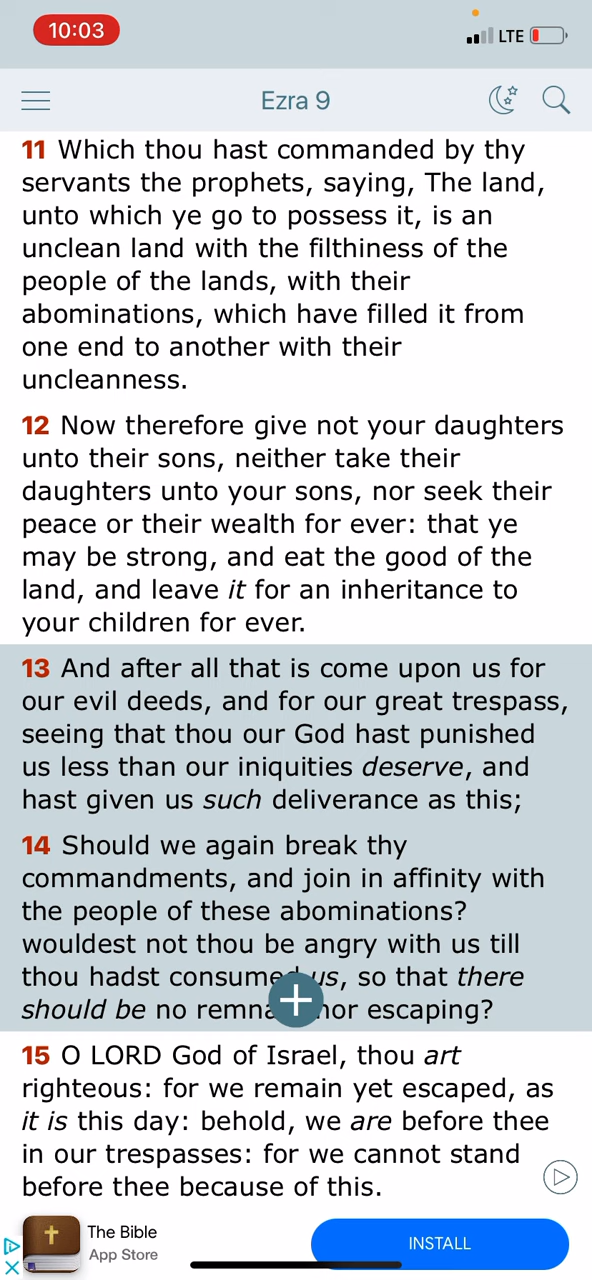 10:03
LTE
Ezra 9
11 Which thou hast commanded by thy
servants the prophets, saying, The land,
unto which ye go to possess it, is an
unclean land with the filthiness of the
people of the lands, with their
abominations, which have filled it from
one end to another with their
uncleanness.
12 Now therefore give not your daughters
unto their sons, neither take their
daughters unto your sons, nor seek their
peace or their wealth for ever: that ye
may be strong, and eat the good of the
land, and leave it for an inheritance to
your children for ever.
13 And after all that is come upon us for
our evil deeds, and for our great trespass,
seeing that thou our God hast punished
us less than our iniquities deserve, and
hast given us such deliverance as this;
14 Should we again break thy
commandments, and join in affinity with
the people of these abominations?
wouldest not thou be angry with us till
thou hadst consumed us, so that there
should be no remnant nor escaping?
15 O LORD God of Israel, thou art
righteous: for we remain yet escaped, as
it is this day: behold, we are before thee
in our trespasses: for we cannot stand
before thee because of this.
The Bible
App Store
INSTALL